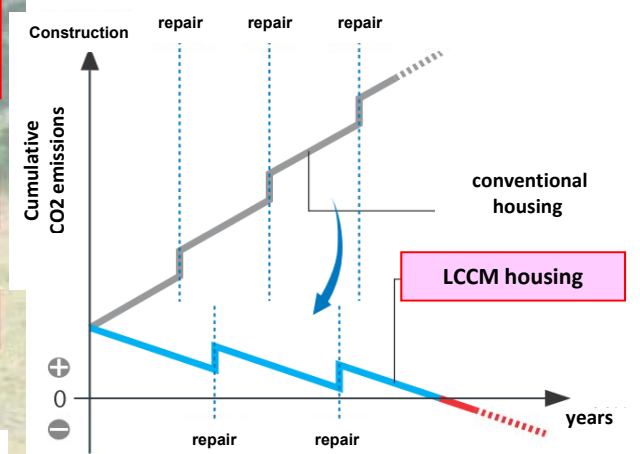 Construction
repair
repair
repair
Cumulative
CO2 emissions
conventional
housing
LCCM housing
+
0
−
years
repair
repair